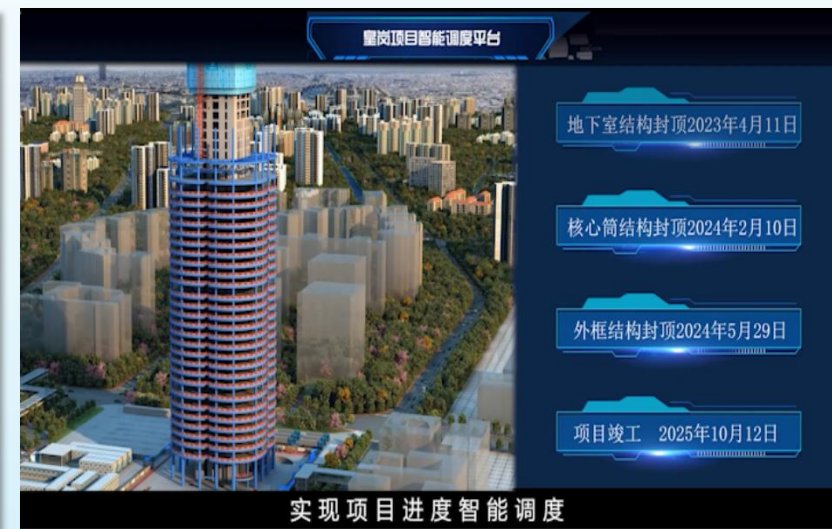 皇岗项目智能调度平台
地下室结构封顶2023年4月11日
核心筒结构封顶2024年2月10日
外框结构封顶2024年5月29日
项目竣工 2025年10月12日
实现项目进度智能调度